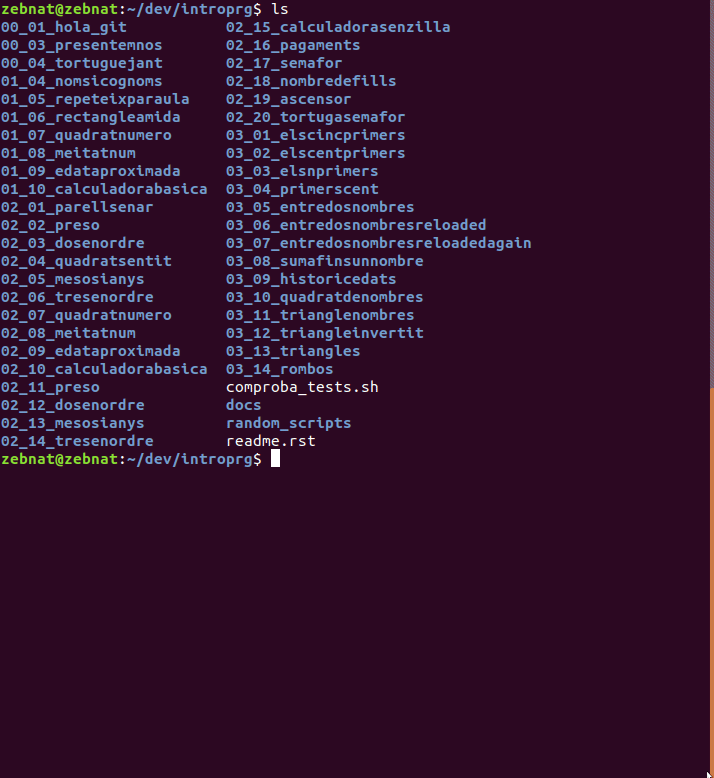 zebnat@zebnat:~/dev/introprg$ ls
00_01_hola_git 02_15_calculadorasenzilla
00_03_presentemnos 02_16_pagaments
00_04_tortuguejant 02_17_semafor
01_04_nomsicognoms 02_18_nombredefills
01_05_repeteixparaula 02_19_ascensor
01_06_rectangleamida 02_20_tortugasemafor
01_07_quadratnumero 03_01_elscincprimers
01_08_meitatnum 03_02_elscentprimers
01_09_edataproximada 03_03_elsnprimers
01_10_calculadorabasica 03_04_primerscent
02_01_parellsenar 03_05_entredosnombres
02_02_preso 03_06_entredosnombresreloaded
02_03_dosenordre 03_07_entredosnombresreloadedagain
02_04_quadratsentit 03_08_sumafinsunnombre
02_05_mesosianys 03_09_historicedats
02_06_tresenordre 03_10_quadratdenombres
02_07_quadratnumero 03_11_trianglenombres
02_08_meitatnum 03_12_triangleinvertit
02_09_edataproximada 03_13_triangles
02_10_calculadorabasica 03_14_rombos
02_11_preso comproba_tests.sh
02_12_dosenordre docs
02_13_mesosianys random_scripts
02_14_tresenordre readme.rst
zebnat@zebnat:~/dev/introprg$